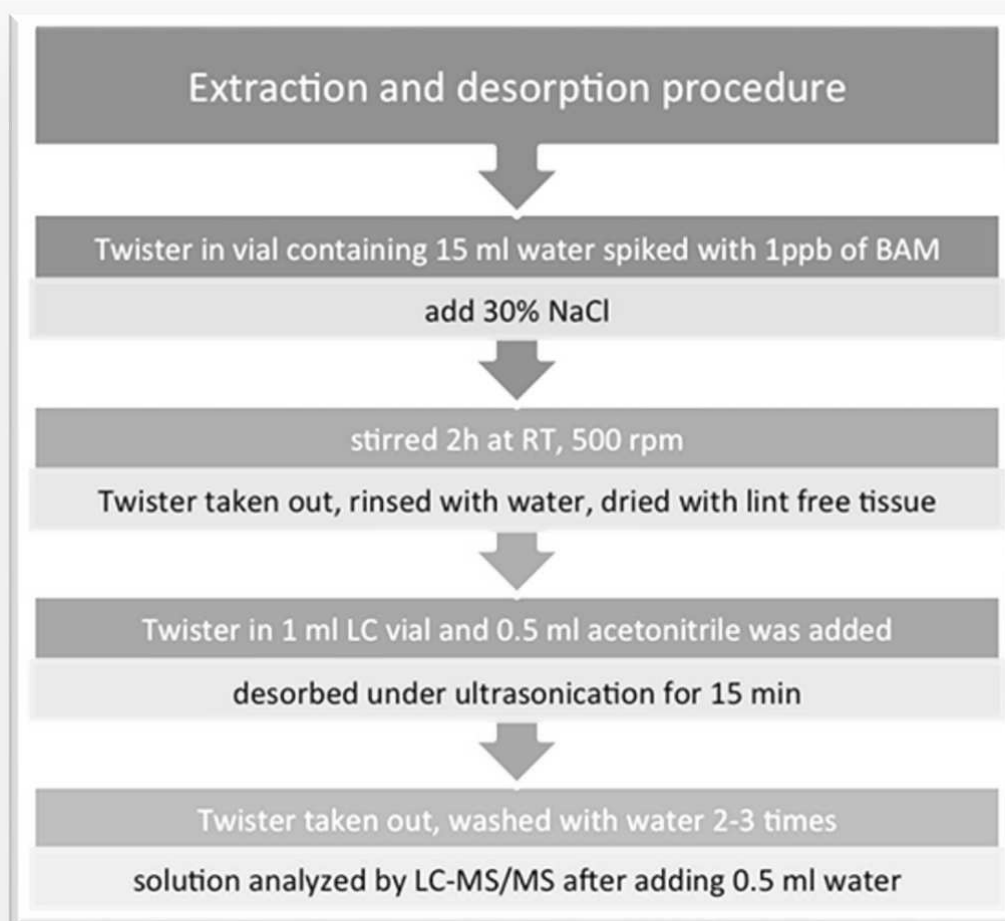 Extraction and desorption procedure
Twister in vial containing 15 ml water spiked with 1ppb of BAM
add 30% NaCl
stirred 2h at RT, 500 rpm
Twister taken out, rinsed with water, dried with lint free tissue
Twister in 1 ml LC vial and 0.5 ml acetonitrile was added
desorbed under ultrasonication for 15 min
Twister taken out, washed with water 2-3 times
solution analyzed by LC-MS/MS after adding 0.5 ml water